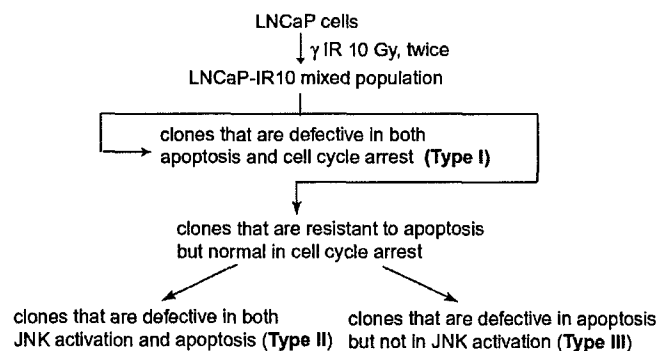 LNCaP cells
γ IR 10 Gy, twice
LNCaP-IR10 mixed population
clones that are defective in both
apoptosis and cell cycle arrest (Type I)
clones that are resistant to apoptosis
but normal in cell cycle arrest
clones that are defective in both
JNK activation and apoptosis (Type II)
clones that are defective in apoptosis
but not in JNK activation (Type III)